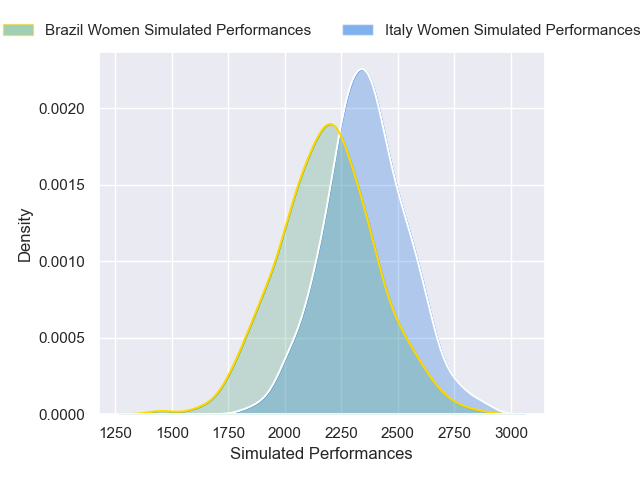 Brazil Women Simulated Performances Italy Women Simulated Performances
0.0020
0.0015
0.0010
0.0005
0.0000
Density
1250 1500 1750 2000 2250 2500 2750 3000
Simulated Performances